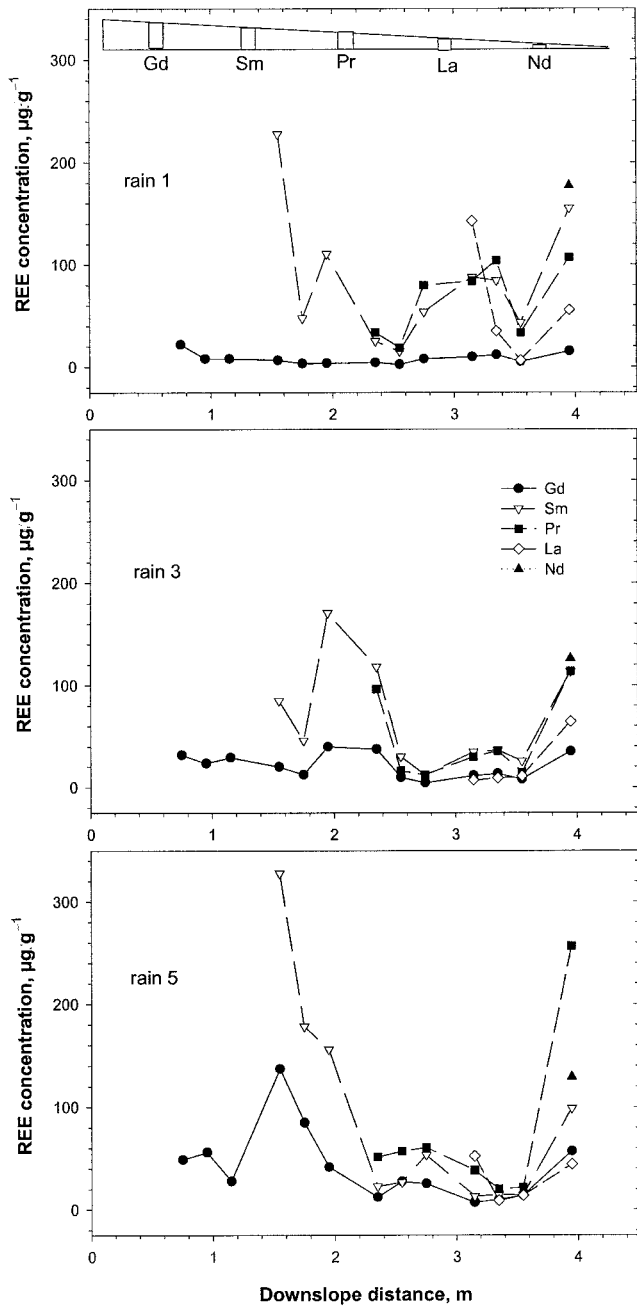 300
200
100
0
REE concentration, µg.g⁻¹
Gd Sm Pr La Nd
rain 1
0 1 2 3 4
300
200
100
0
REE concentration, µg.g⁻¹
rain 3
Gd
Sm
Pr
La
Nd
0 1 2 3 4
300
200
100
0
REE concentration, µg.g⁻¹
rain 5
0 1 2 3 4
Downslope distance, m